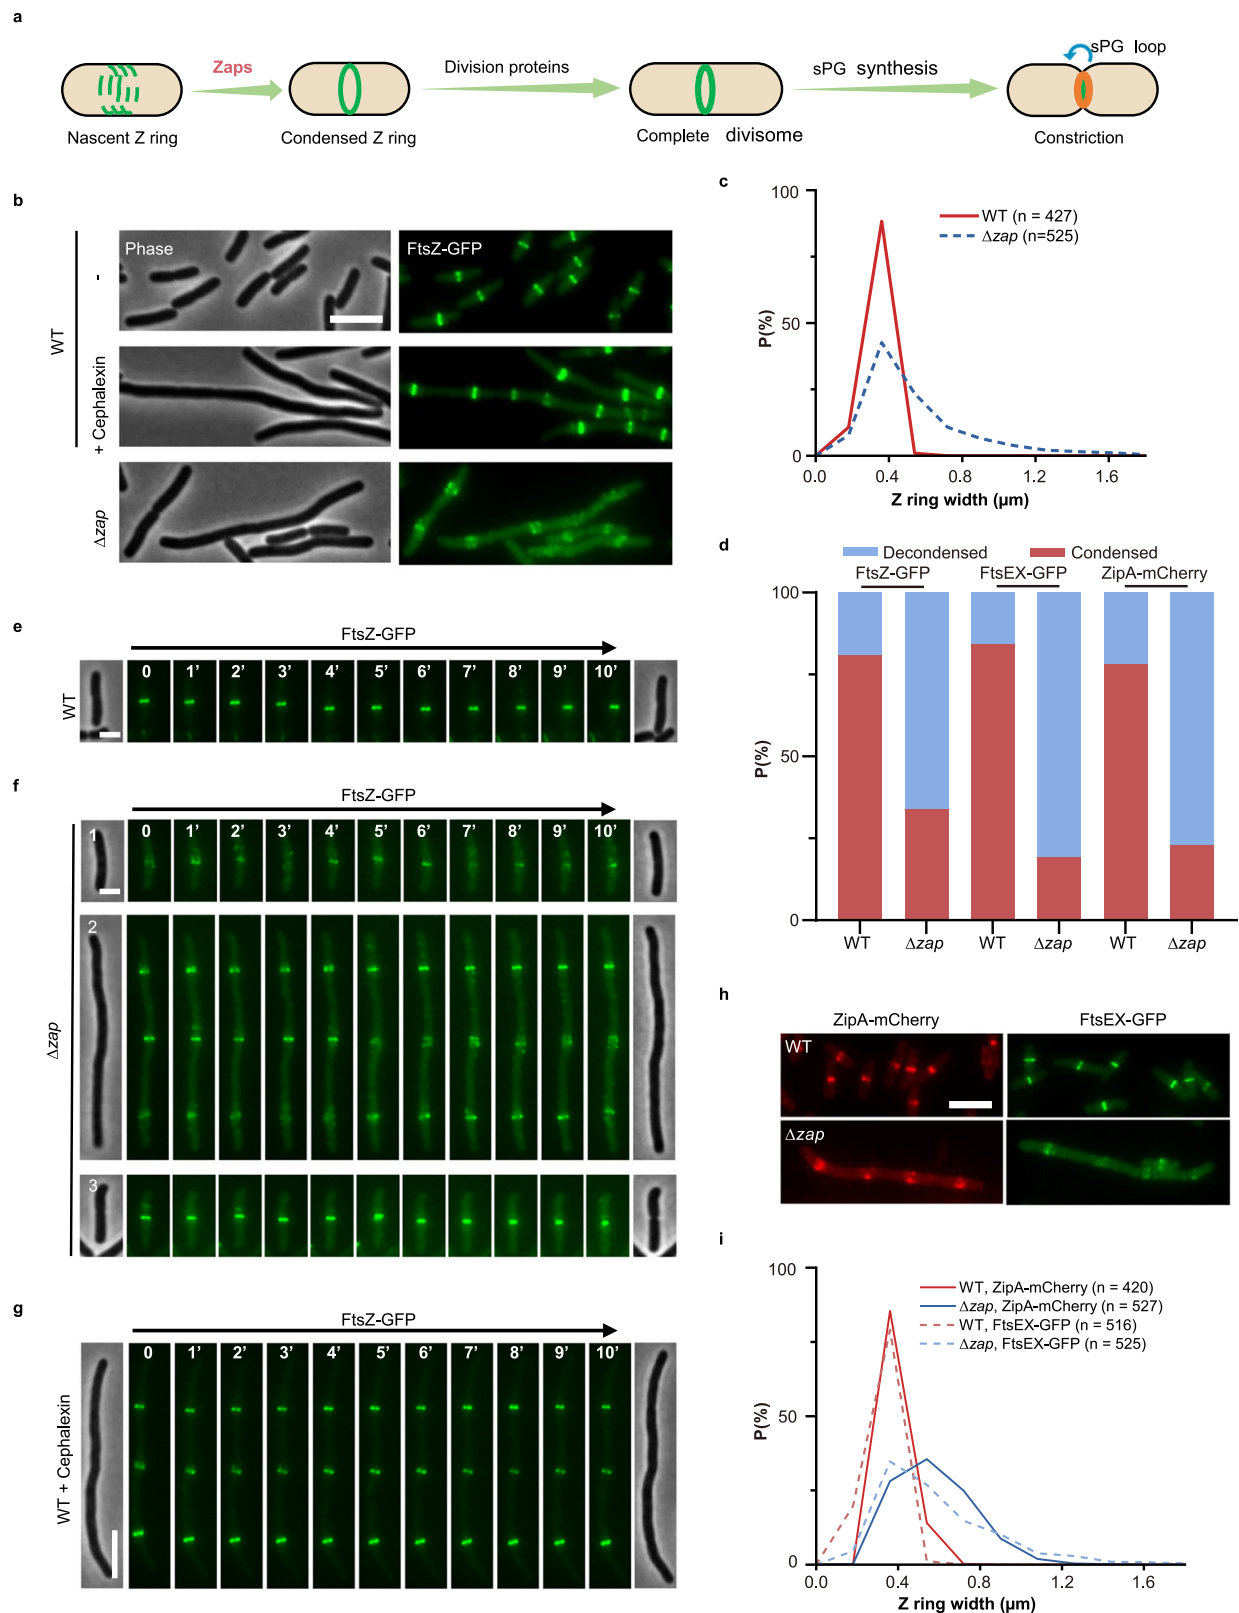 a
Zaps
Division proteins
sPG synthesis
sPG loop
Nascent Z ring
Condensed Z ring
Complete divisome
Constriction
b
WT
-
+ Cephalexin
Δzap
Phase
FtsZ-GFP
c
100
50
0
P(%)
WT (n = 427)
Δzap (n=525)
0.0
0.4
0.8
1.2
1.6
Z ring width (µm)
d
Decondensed
Condensed
FtsZ-GFP
FtsEX-GFP
ZipA-mCherry
100
50
0
P(%)
WT
Δzap
WT
Δzap
WT
Δzap
e
FtsZ-GFP
WT
0
1’
2’
3’
4’
5’
6’
7’
8’
9’
10’
f
FtsZ-GFP
Δzap
1
0
1’
2’
3’
4’
5’
6’
7’
8’
9’
10’
2
3
g
FtsZ-GFP
WT + Cephalexin
0
1’
2’
3’
4’
5’
6’
7’
8’
9’
10’
h
ZipA-mCherry
FtsEX-GFP
WT
Δzap
i
100
50
0
P(%)
WT, ZipA-mCherry (n = 420)
Δzap, ZipA-mCherry (n = 527)
WT, FtsEX-GFP (n = 516)
Δzap, FtsEX-GFP (n = 525)
0.0
0.4
0.8
1.2
1.6
Z ring width (µm)